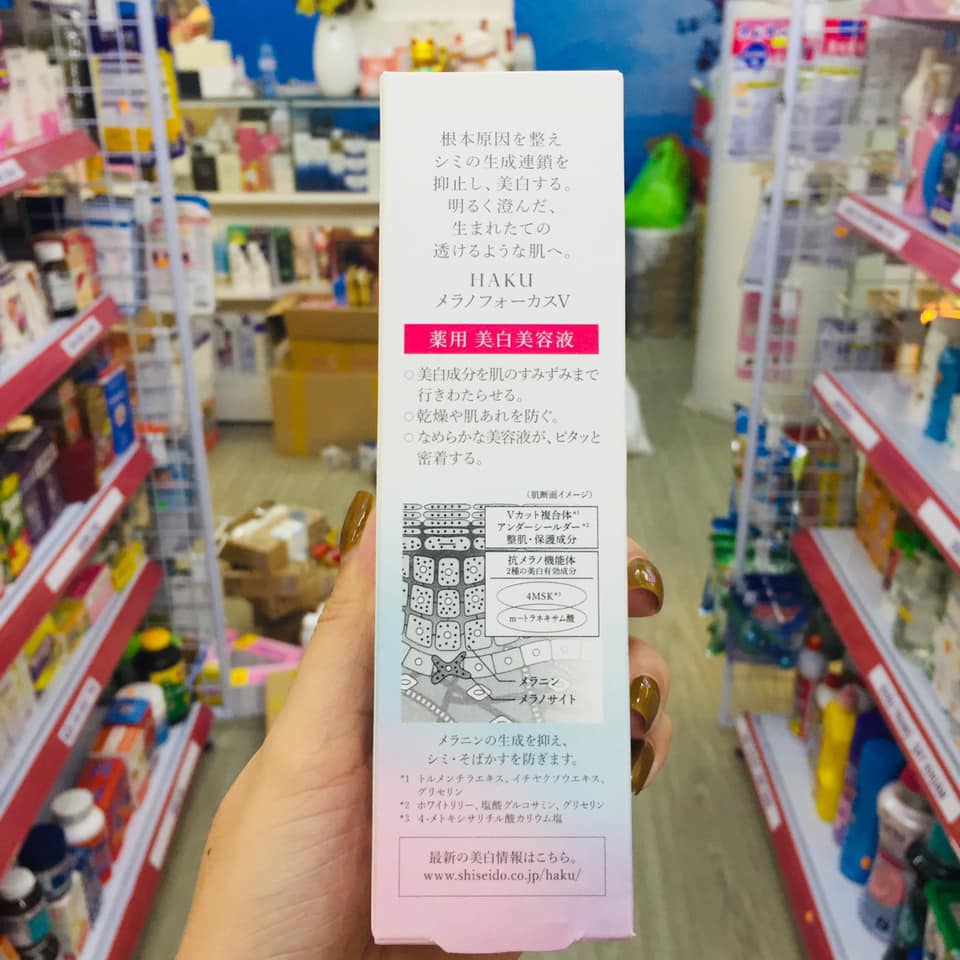 根本原因を整え
シミの生成連鎖を
抑止し、美白する。
明るく澄んだ、
生まれたての
透けるような肌へ。
HAKU
メラノフォーカスV
薬用 美白美容液
○美白成分を肌のすみずみまで
行きわたらせる。
○乾燥や肌あれを防ぐ。
○なめらかな美容液が、ピタッと
密着する。
(肌断面イメージ)
Vカット複合体*1
アンダーシールダー*2
整肌・保護成分
抗メラノ機能体
2種の美白有効成分
4MSK*3
m-トラネキサム酸
メラニン
メラノサイト
メラニンの生成を抑え、
シミ・そばかすを防ぎます。
*1 トルメンチラエキス、イチヤクソウエキス、
グリセリン
*2 ホワイトリリー、塩酸グルコサミン、グリセリン
*3 4-メトキシサリチル酸カリウム塩
最新の美白情報はこちら。
www.shiseido.co.jp/haku/